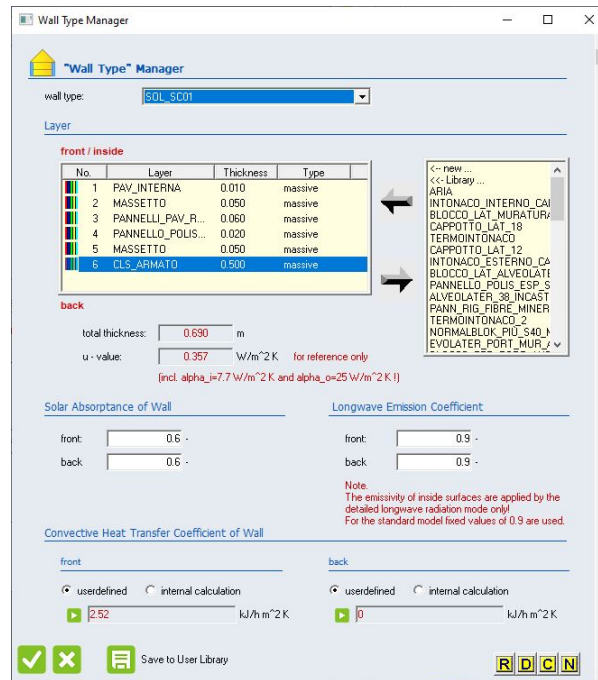 Wall Type Manager
"Wall Type" Manager
wall type: SOL_SC01
Layer
front / inside
No. Layer Thickness Type
1 PAV_INTERNA 0.010 massive
2 MASSETTO 0.050 massive
3 PANNELLI_PAV_R... 0.060 massive
4 PANNELLO_POLIS... 0.020 massive
5 MASSETTO 0.050 massive
6 CLS_ARMATO 0.500 massive
back
<-- new ...
<<- Library ...
ARIA
INTONACO_INTERNO_CAL
BLOCCO_LAT_MURATURA
CAPPOTTO_LAT_18
TERMOINTONACO
CAPPOTTO_LAT_12
INTONACO_ESTERNO_CA
BLOCCO_LAT_ALVEOLATE
PANNELLO_POLIS_ESP_S
ALVEOLATER_38_INCAST
PANN_RIG_FIBRE_MINER
TERMOINTONACO_2
NORMALBLOK_PIÙ_S40_M
EVOLATER_PORT_MUR_A
total thickness: 0.690 m
u - value: 0.357 W/m^2 K for reference only
(incl. alpha_i=7.7 W/m^2 K and alpha_o=25 W/m^2 K !)
Solar Absorptance of Wall
front: 0.6 -
back 0.6 -
Longwave Emission Coefficient
front: 0.9 -
back 0.9 -
Note.
The emissivity of inside surfaces are applied by the
detailed longwave radiation mode only!
For the standard model fixed values of 0.9 are used.
Convective Heat Transfer Coefficient of Wall
front
userdefined internal calculation
2.52 kJ/h m^2 K
back
userdefined internal calculation
0 kJ/h m^2 K
Save to User Library
R D C N